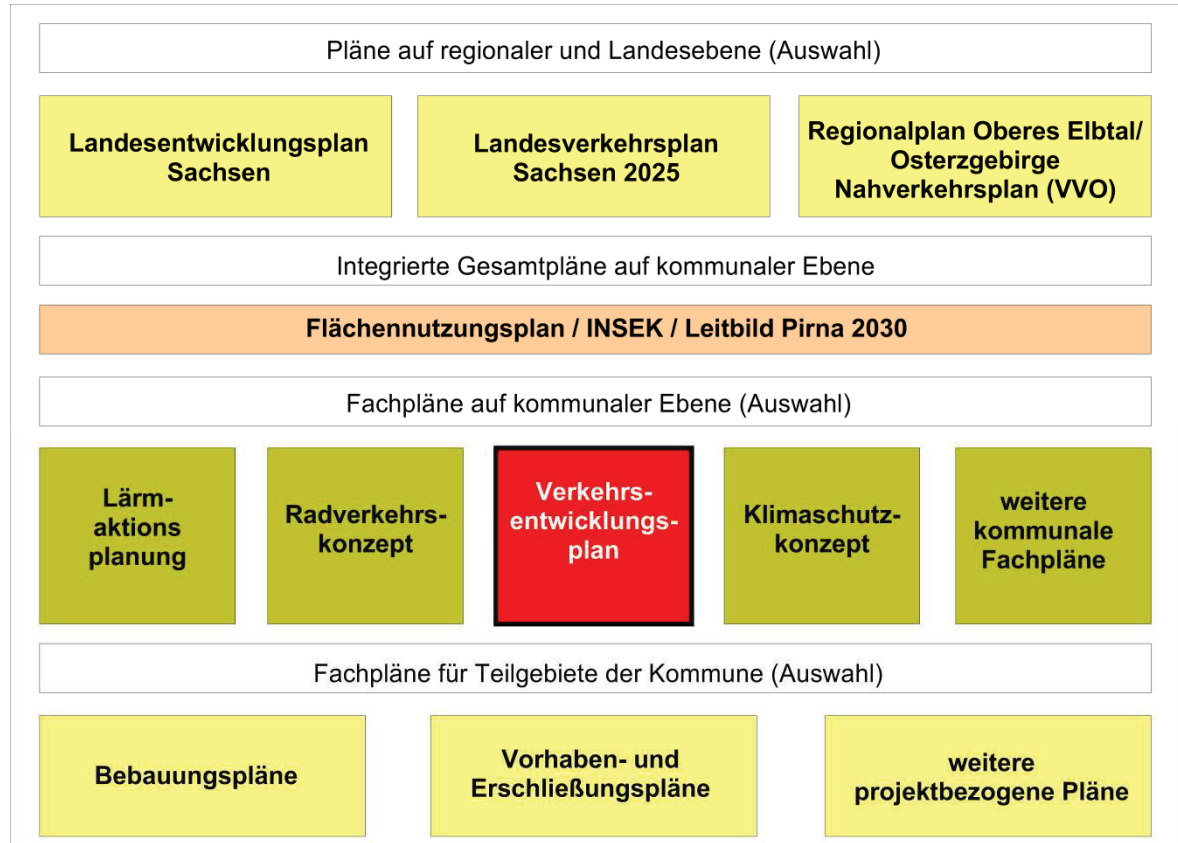 Pläne auf regionaler und Landesebene (Auswahl)
Landesentwicklungsplan
Sachsen
Landesverkehrsplan
Sachsen 2025
Regionalplan Oberes Elbtal/
Osterzgebirge
Nahverkehrsplan (VVO)
Integrierte Gesamtpläne auf kommunaler Ebene
Flächennutzungsplan / INSEK / Leitbild Pirna 2030
Fachpläne auf kommunaler Ebene (Auswahl)
Lärm-
aktions
planung
Radverkehrs-
konzept
Verkehrs-
entwicklungs-
plan
Klimaschutz-
konzept
weitere
kommunale
Fachpläne
Fachpläne für Teilgebiete der Kommune (Auswahl)
Bebauungspläne
Vorhaben- und
Erschließungspläne
weitere
projektbezogene Pläne